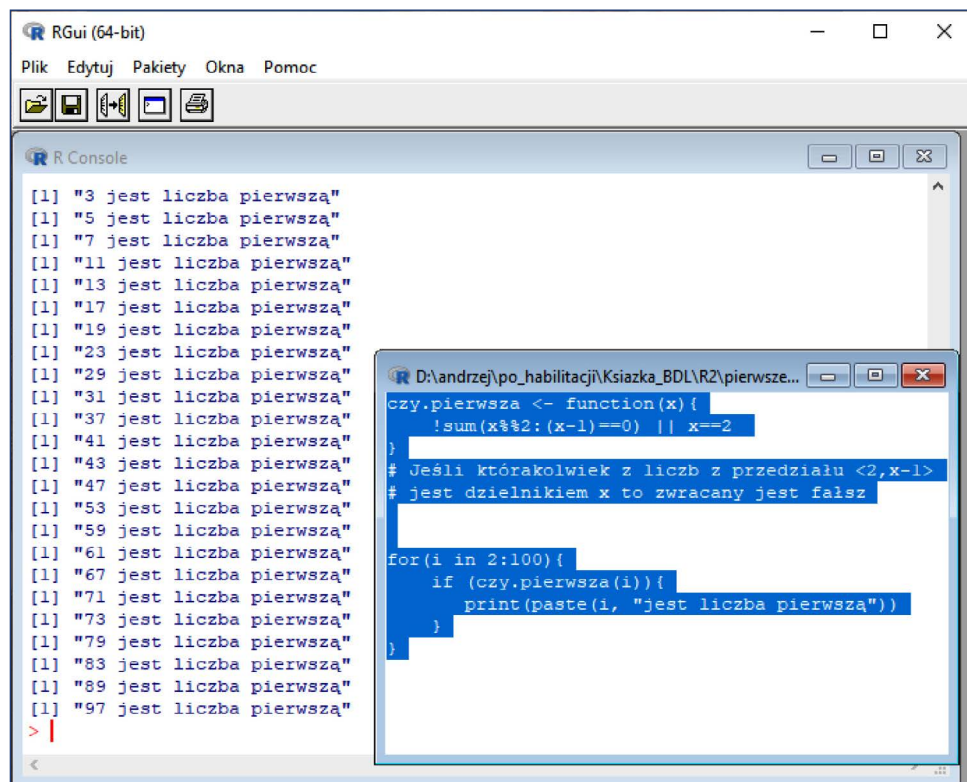 RGui (64-bit)
Plik Edytuj Pakiety Okna Pomoc
R Console
[1] "3 jest liczba pierwszą"
[1] "5 jest liczba pierwszą"
[1] "7 jest liczba pierwszą"
[1] "11 jest liczba pierwszą"
[1] "13 jest liczba pierwszą"
[1] "17 jest liczba pierwszą"
[1] "19 jest liczba pierwszą"
[1] "23 jest liczba pierwszą"
[1] "29 jest liczba pierwszą"
[1] "31 jest liczba pierwszą"
[1] "37 jest liczba pierwszą"
[1] "41 jest liczba pierwszą"
[1] "43 jest liczba pierwszą"
[1] "47 jest liczba pierwszą"
[1] "53 jest liczba pierwszą"
[1] "59 jest liczba pierwszą"
[1] "61 jest liczba pierwszą"
[1] "67 jest liczba pierwszą"
[1] "71 jest liczba pierwszą"
[1] "73 jest liczba pierwszą"
[1] "79 jest liczba pierwszą"
[1] "83 jest liczba pierwszą"
[1] "89 jest liczba pierwszą"
[1] "97 jest liczba pierwszą"
>
D:\andrzej\po_habilitacji\Ksiazka_BDL\R2\pierwsze...
czy.pierwsza <- function(x){
!sum(x%%2:(x-1)==0) || x==2
}
# Jeśli którakolwiek z liczb z przedziału <2,x-1>
# jest dzielnikiem x to zwracany jest fałsz
for(i in 2:100){
if (czy.pierwsza(i)){
print(paste(i, "jest liczba pierwszą"))
}
}